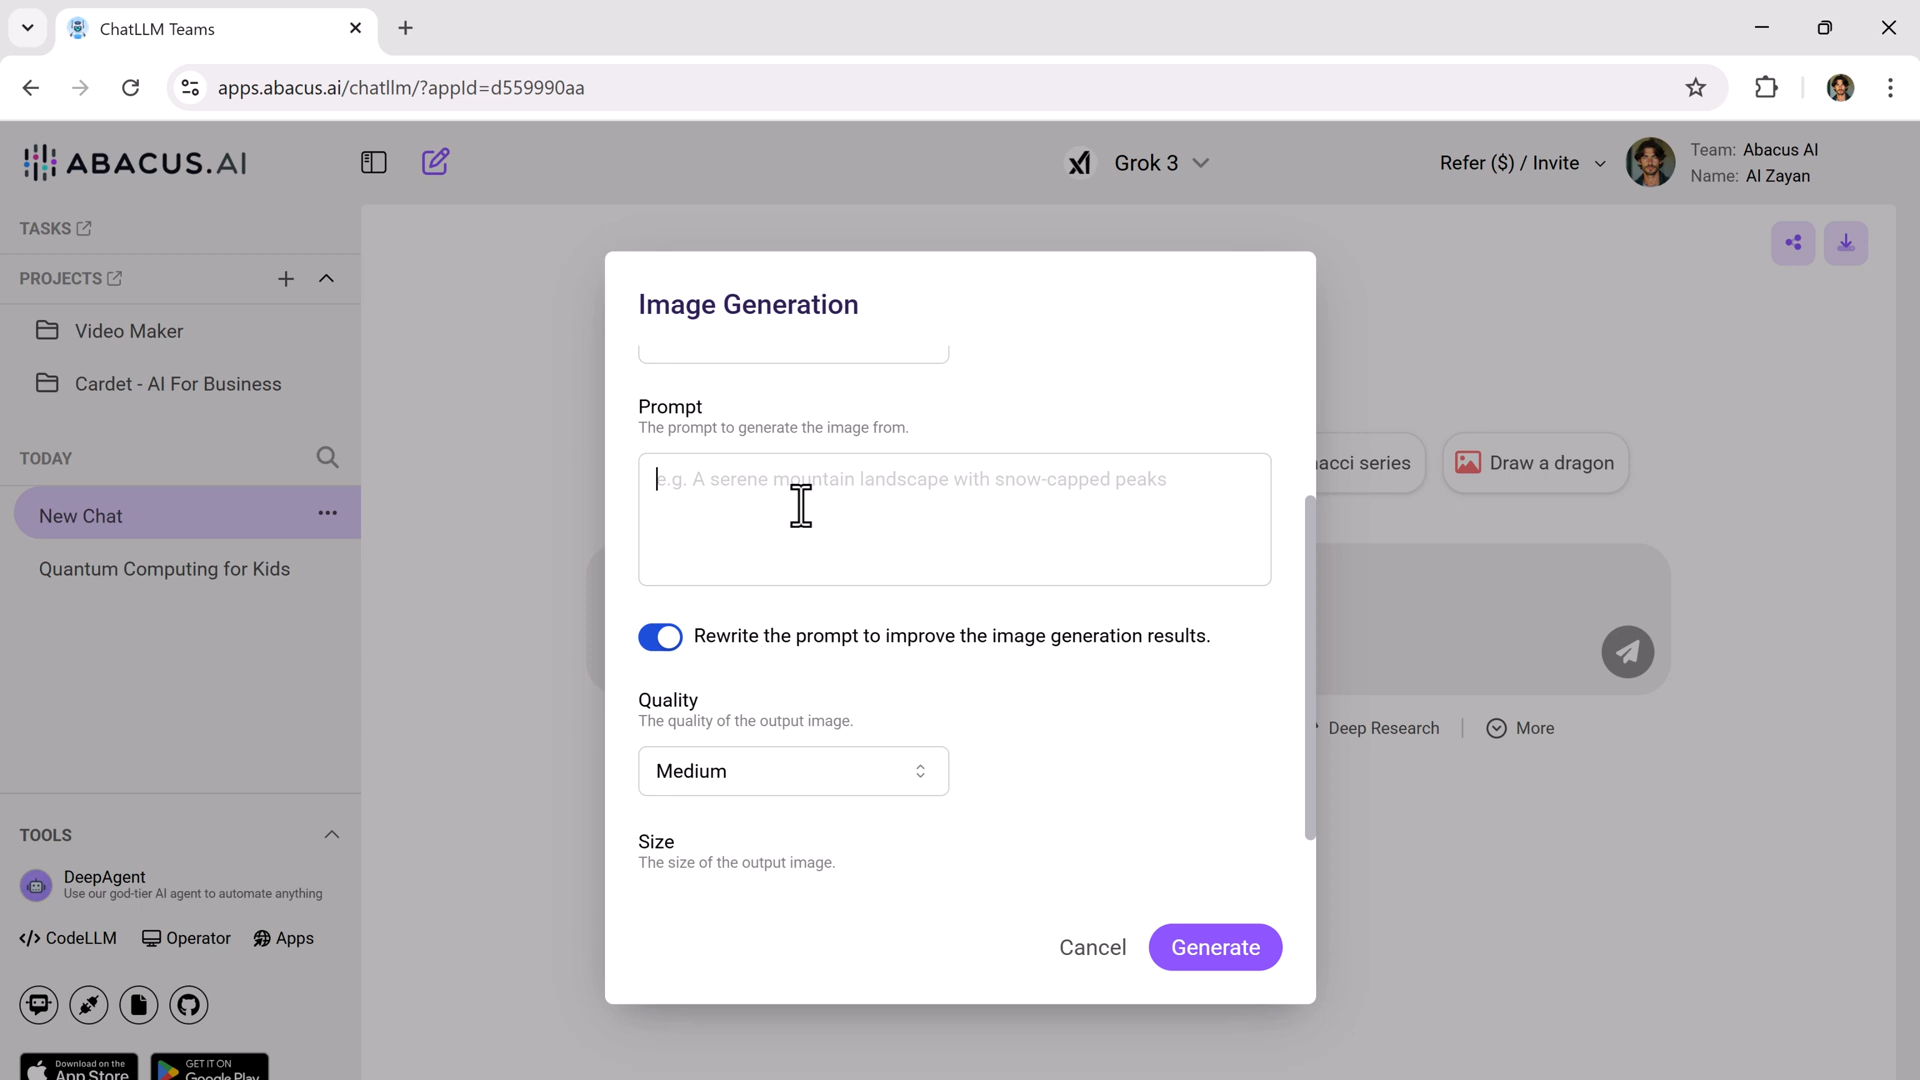 ChatLLM Teams
apps.abacus.ai/chatllm/?appId=d559990aa
ABACUS.AI
Grok 3
Refer ($) / Invite
Team: Abacus AI
Name: AI Zayan
TASKS
PROJECTS
Video Maker
Cardet - AI For Business
TODAY
New Chat
Quantum Computing for Kids
TOOLS
DeepAgent
Use our god-tier AI agent to automate anything
</> CodeLLM
Operator
Apps
Download on the
App Store
GET IT ON
Google Play
Image Generation
Prompt
The prompt to generate the image from.
e.g. A serene mountain landscape with snow-capped peaks
Rewrite the prompt to improve the image generation results.
Quality
The quality of the output image.
Medium
Size
The size of the output image.
Cancel
Generate
series
Draw a dragon
Deep Research
More